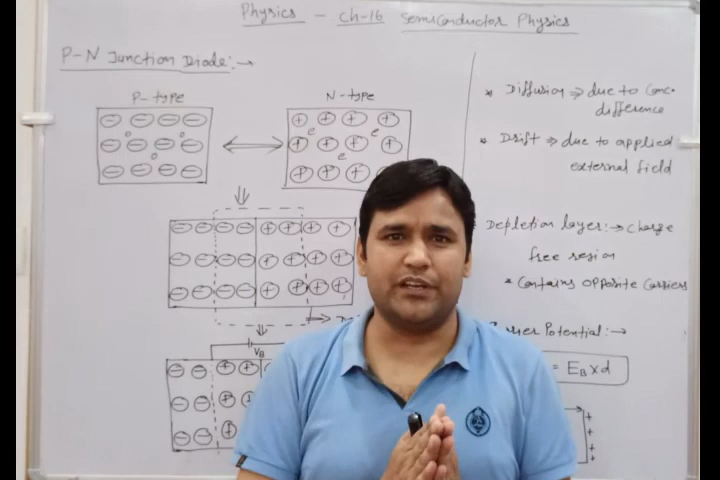 Physics - Ch-16 Semiconductor Physics
P-N Junction Diode:→
P-type
N-type
e
e
e
VB
* Diffusion ⇒ due to Conc. difference
* Drift ⇒ due to applied
external field
Depletion layer:→ charge
free region
* Contains opposite Carriers
Potential:→
= EB × d